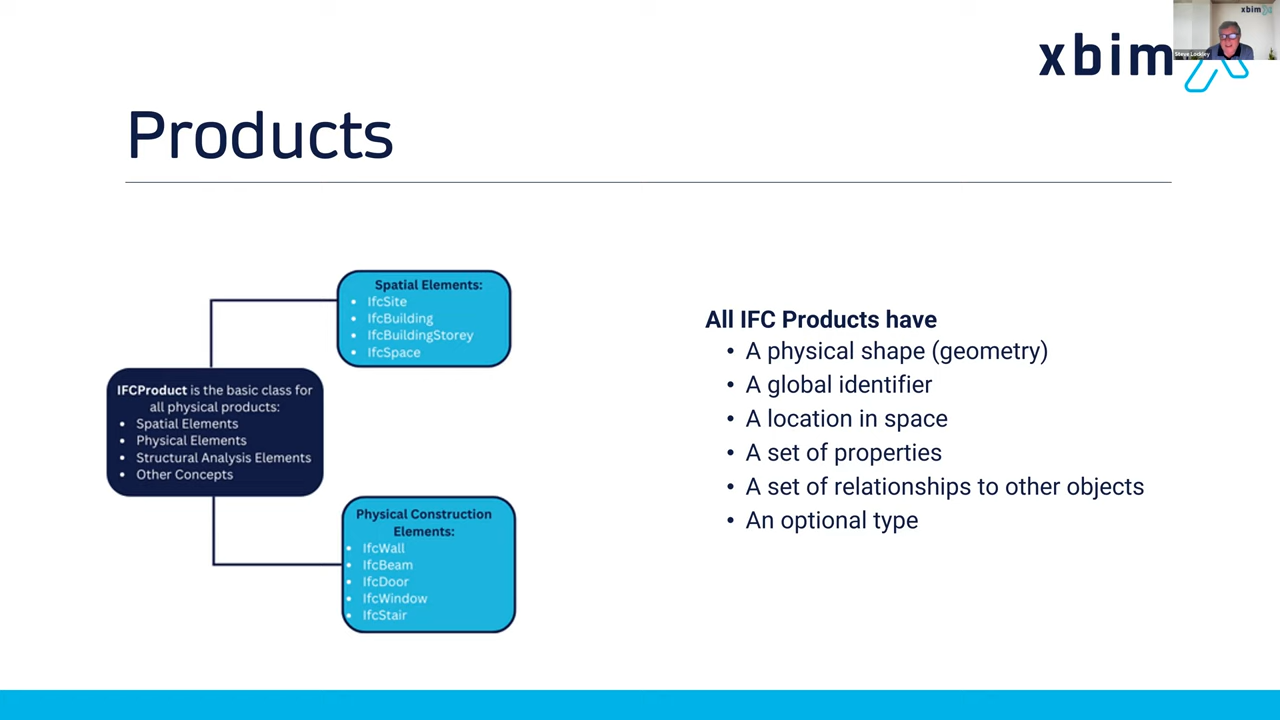 xbim
xbim
Steve Lockley
Products
Spatial Elements:
• IfcSite
• IfcBuilding
• IfcBuildingStorey
• IfcSpace
IFCProduct is the basic class for
all physical products:
• Spatial Elements
• Physical Elements
• Structural Analysis Elements
• Other Concepts
Physical Construction
Elements:
• IfcWall
• IfcBeam
• IfcDoor
• IfcWindow
• IfcStair
All IFC Products have
• A physical shape (geometry)
• A global identifier
• A location in space
• A set of properties
• A set of relationships to other objects
• An optional type